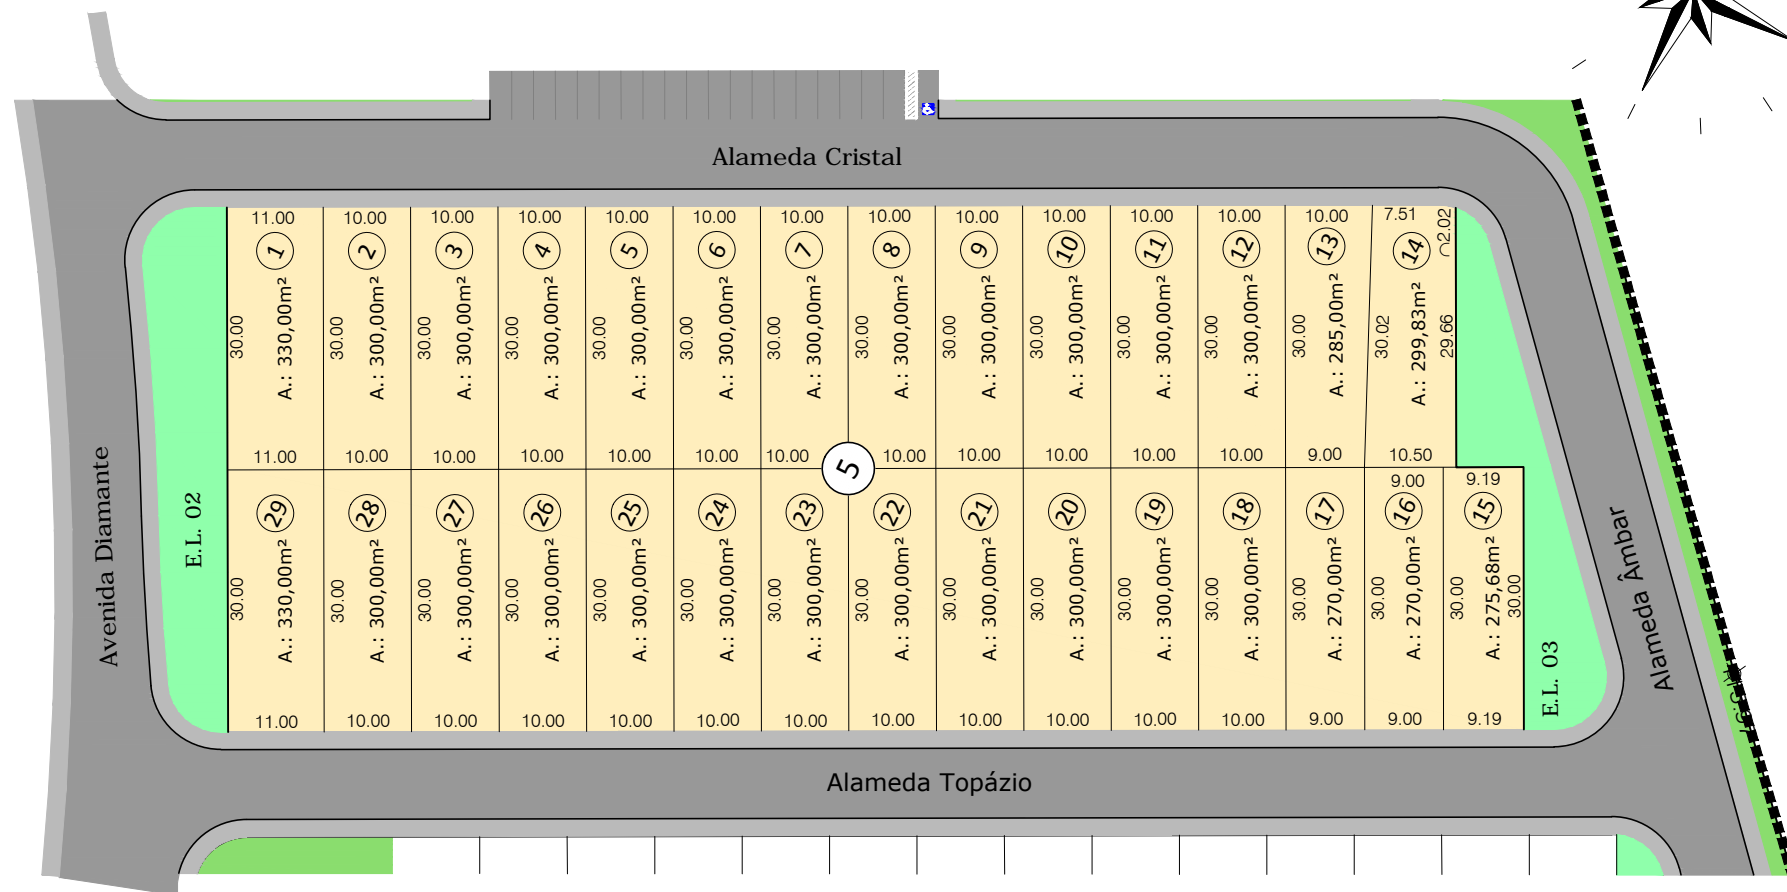 Alameda Cristal
11.00 10.00 10.00 10.00 10.00 10.00 10.00 10.00 10.00 10.00 10.00 10.00 10.00 7.51 2.02
1 2 3 4 5 6 7 8 9 10 11 12 13 14
A.: 330,00m² A.: 300,00m² A.: 300,00m² A.: 300,00m² A.: 300,00m² A.: 300,00m² A.: 300,00m² A.: 300,00m² A.: 300,00m² A.: 300,00m² A.: 300,00m² A.: 300,00m² A.: 285,00m² A.: 299,83m²
30.00 30.00 30.00 30.00 30.00 30.00 30.00 30.00 30.00 30.00 30.00 30.00 30.00 30.02 29.66
11.00 10.00 10.00 10.00 10.00 10.00 10.00 10.00 10.00 10.00 10.00 10.00 9.00 10.50
5
9.00 9.19
29 28 27 26 25 24 23 22 21 20 19 18 17 16 15
A.: 330,00m² A.: 300,00m² A.: 300,00m² A.: 300,00m² A.: 300,00m² A.: 300,00m² A.: 300,00m² A.: 300,00m² A.: 300,00m² A.: 300,00m² A.: 300,00m² A.: 300,00m² A.: 270,00m² A.: 270,00m² A.: 275,68m²
30.00 30.00 30.00 30.00 30.00 30.00 30.00 30.00 30.00 30.00 30.00 30.00 30.00 30.00 30.00 30.00
11.00 10.00 10.00 10.00 10.00 10.00 10.00 10.00 10.00 10.00 10.00 10.00 9.00 9.00 9.19
Avenida Diamante
E.L. 02
E.L. 03
Alameda Âmbar
Alameda Topázio